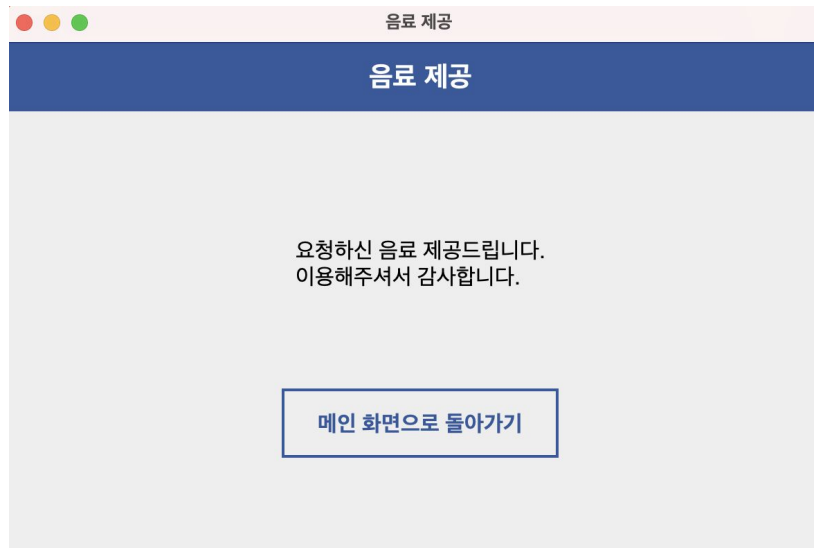 음료 제공
음료 제공
요청하신 음료 제공드립니다.
이용해주셔서 감사합니다.
메인 화면으로 돌아가기